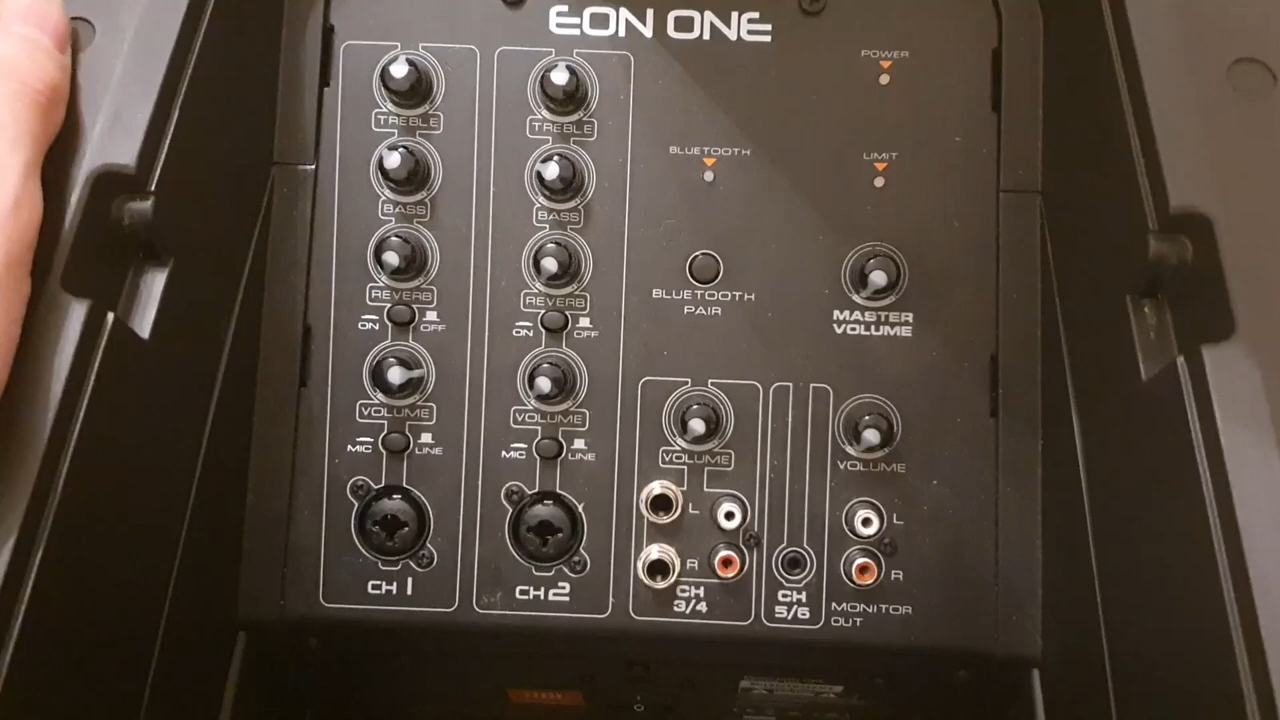 EON ONE
TREBLE
BASS
REVERB
ON OFF
VOLUME
MIC LINE
CH 1
TREBLE
BASS
REVERB
ON OFF
VOLUME
MIC LINE
CH 2
BLUETOOTH
BLUETOOTH
PAIR
POWER
LIMIT
MASTER
VOLUME
VOLUME
L
R
CH
3/4
CH
5/6
VOLUME
L
R
MONITOR
OUT